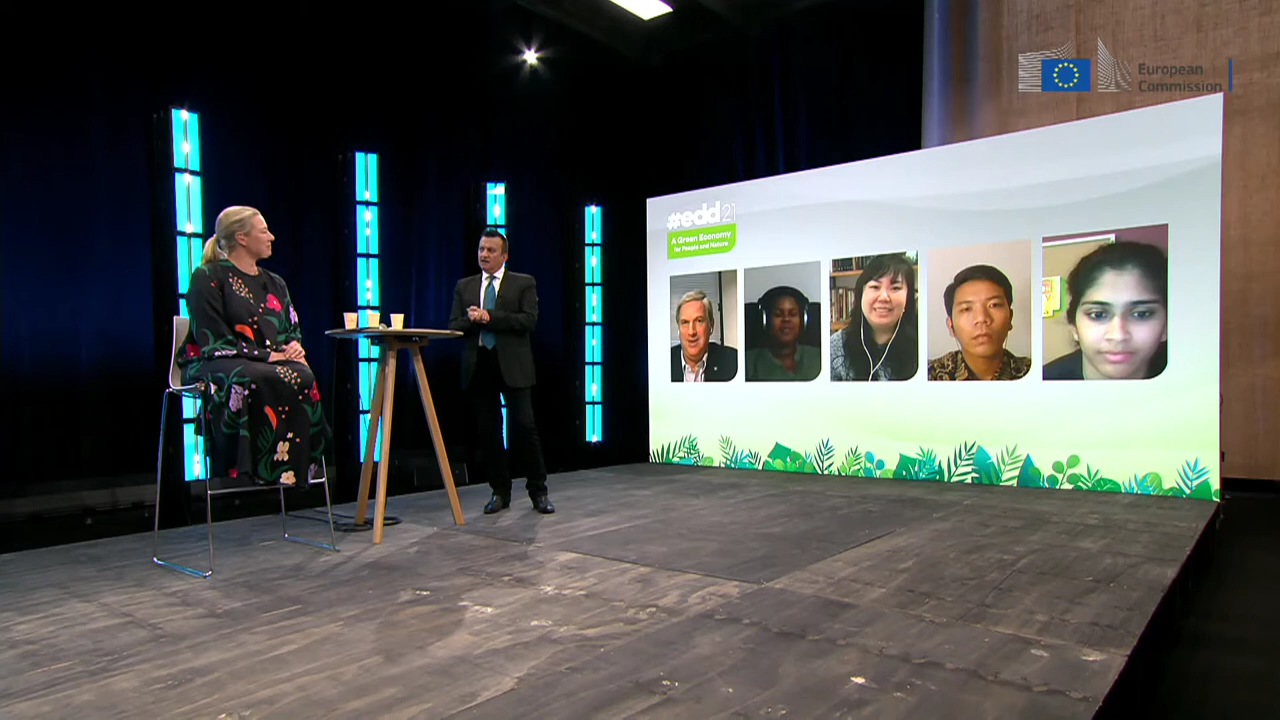 European
Commission
#edd21
A Green Economy
for People and Nature